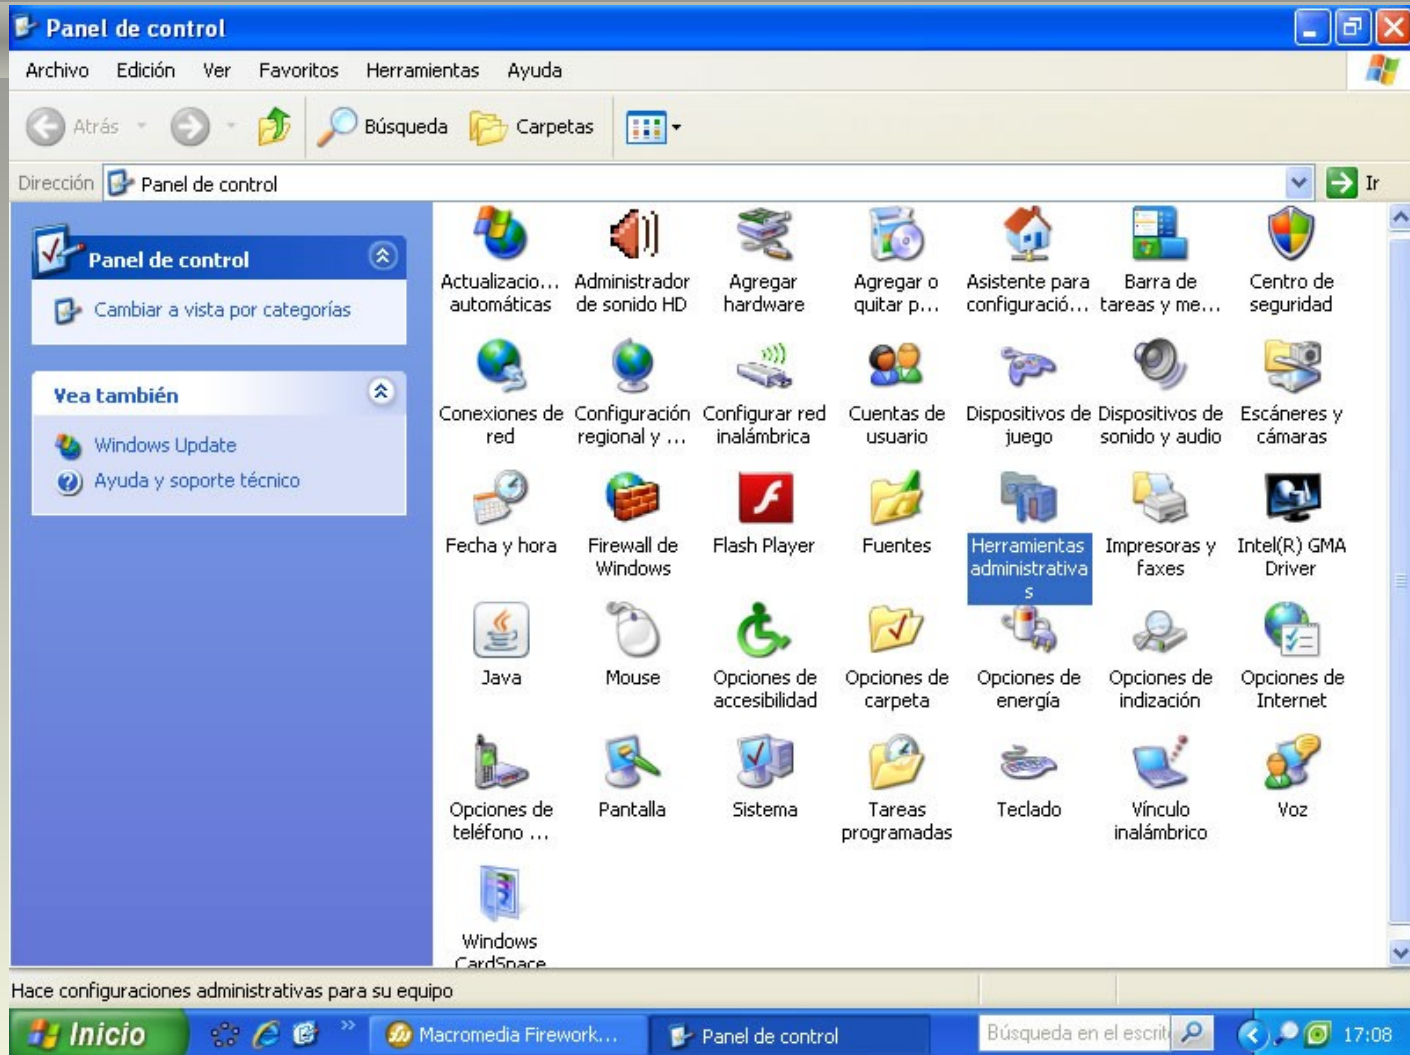 Panel de control
Archivo Edición Ver Favoritos Herramientas Ayuda
Atrás Búsqueda Carpetas
Dirección Panel de control Ir
Panel de control
Cambiar a vista por categorías
Vea también
Windows Update
Ayuda y soporte técnico
Actualizacio...
automáticas
Administrador
de sonido HD
Agregar
hardware
Agregar o
quitar p...
Asistente para
configuració...
Barra de
tareas y me...
Centro de
seguridad
Conexiones de
red
Configuración
regional y ...
Configurar red
inalámbrica
Cuentas de
usuario
Dispositivos de
juego
Dispositivos de
sonido y audio
Escáneres y
cámaras
Fecha y hora
Firewall de
Windows
Flash Player
Fuentes
Herramientas
administrativa
s
Impresoras y
faxes
Intel(R) GMA
Driver
Java
Mouse
Opciones de
accesibilidad
Opciones de
carpeta
Opciones de
energía
Opciones de
indización
Opciones de
Internet
Opciones de
teléfono ...
Pantalla
Sistema
Tareas
programadas
Teclado
Vínculo
inalámbrico
Voz
Windows
CardSpace
Hace configuraciones administrativas para su equipo
Inicio Macromedia Firework... Panel de control Búsqueda en el escrit 17:08